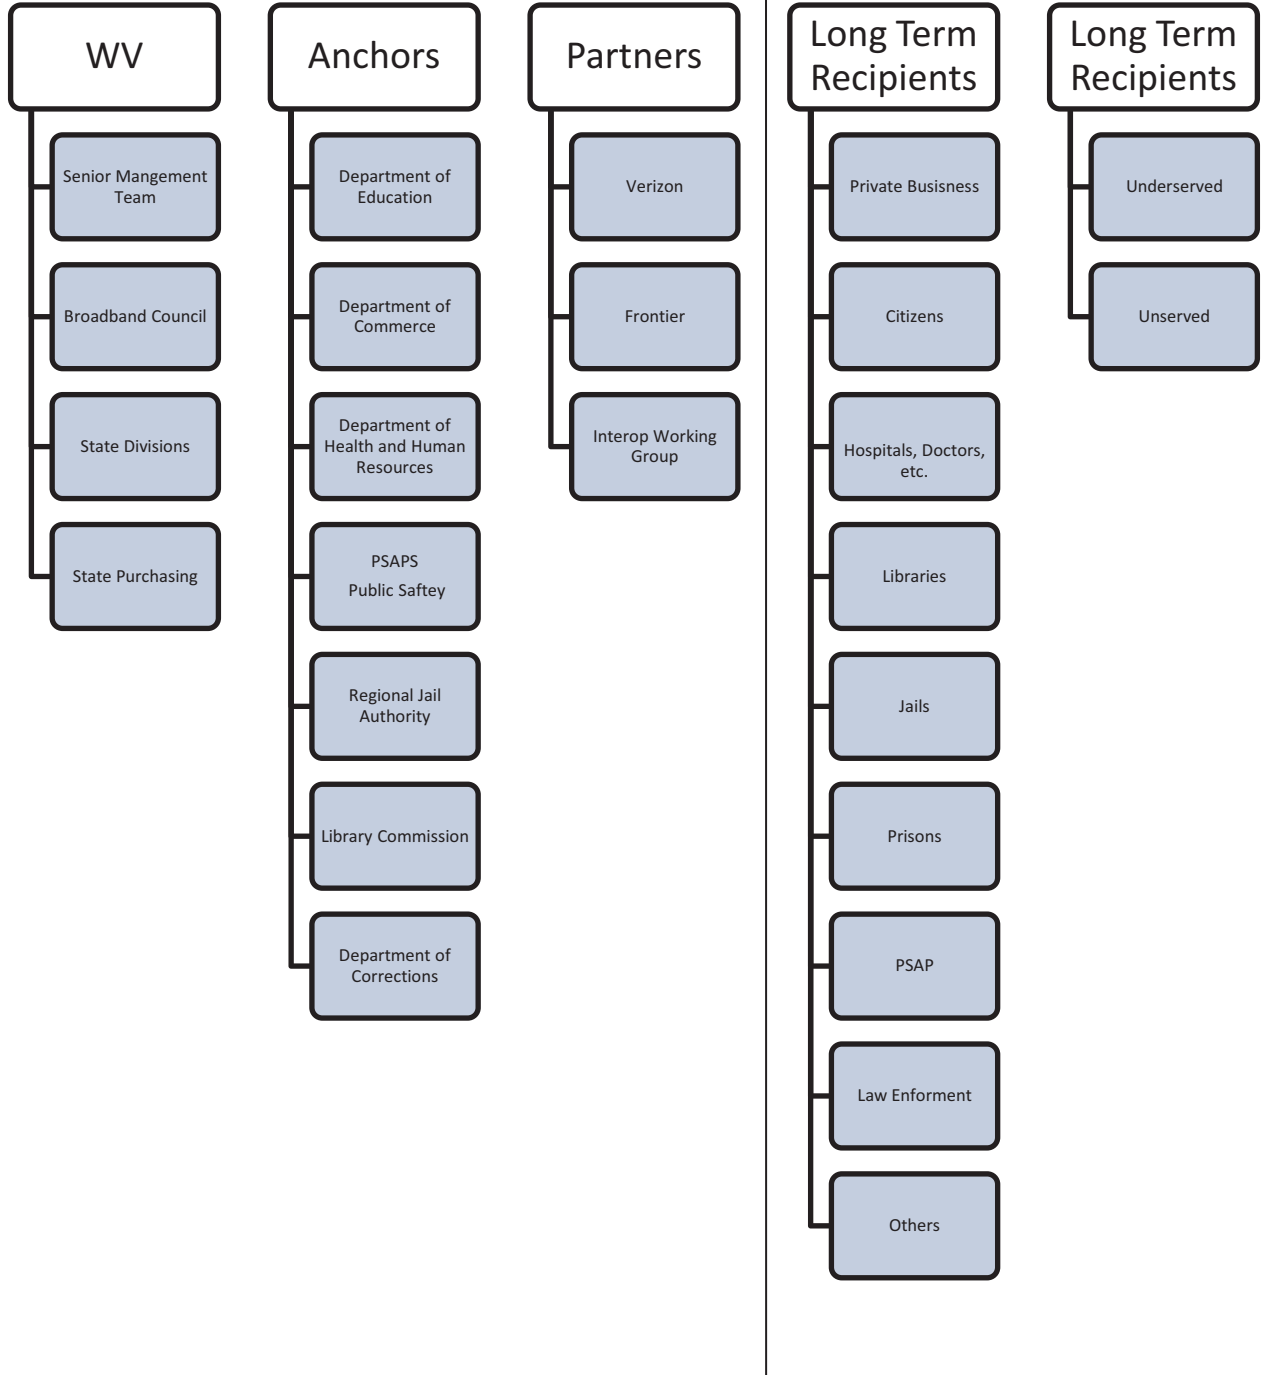 WV
Senior Mangement
Team
Broadband Council
State Divisions
State Purchasing
Anchors
Department of
Education
Department of
Commerce
Department of
Health and Human
Resources
PSAPS
Public Saftey
Regional Jail
Authority
Library Commission
Department of
Corrections
Partners
Verizon
Frontier
Interop Working
Group
Long Term
Recipients
Private Busisness
Citizens
Hospitals, Doctors,
etc.
Libraries
Jails
Prisons
PSAP
Law Enforment
Others
Long Term
Recipients
Underserved
Unserved